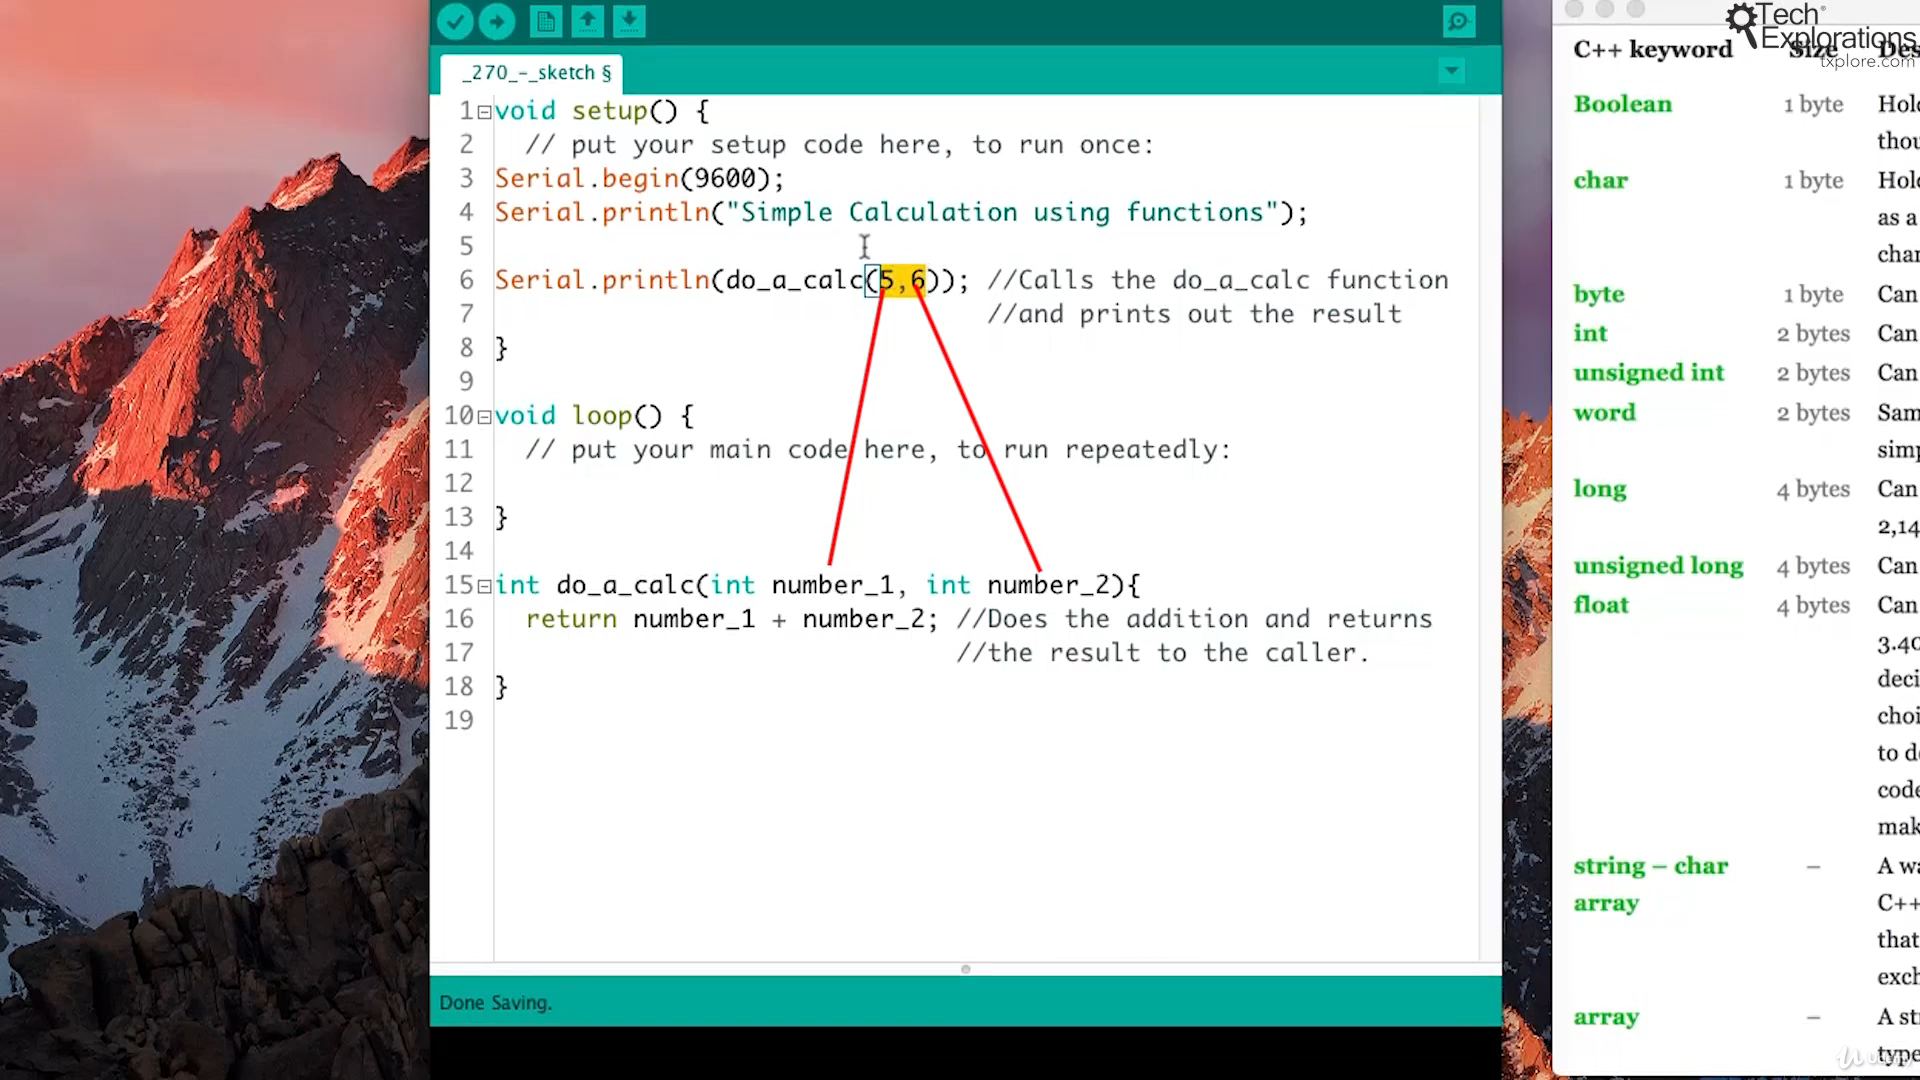 _270_-_sketch §
1 void setup() {
2 // put your setup code here, to run once:
3 Serial.begin(9600);
4 Serial.println("Simple Calculation using functions");
5
6 Serial.println(do_a_calc(5,6)); //Calls the do_a_calc function
7 //and prints out the result
8 }
9
10 void loop() {
11 // put your main code here, to run repeatedly:
12
13 }
14
15 int do_a_calc(int number_1, int number_2){
16 return number_1 + number_2; //Does the addition and returns
17 //the result to the caller.
18 }
19
Done Saving.
Tech
Explorations
txplore.com
C++ keyword Size Des
Boolean 1 byte Hold
thou
char 1 byte Hold
as a
char
byte 1 byte Can
int 2 bytes Can
unsigned int 2 bytes Can
word 2 bytes Sam
simp
long 4 bytes Can
2,14
unsigned long 4 bytes Can
float 4 bytes Can
3.40
deci
choi
to de
code
mak
string – char – A wa
array C++
that
exch
array – A str
type